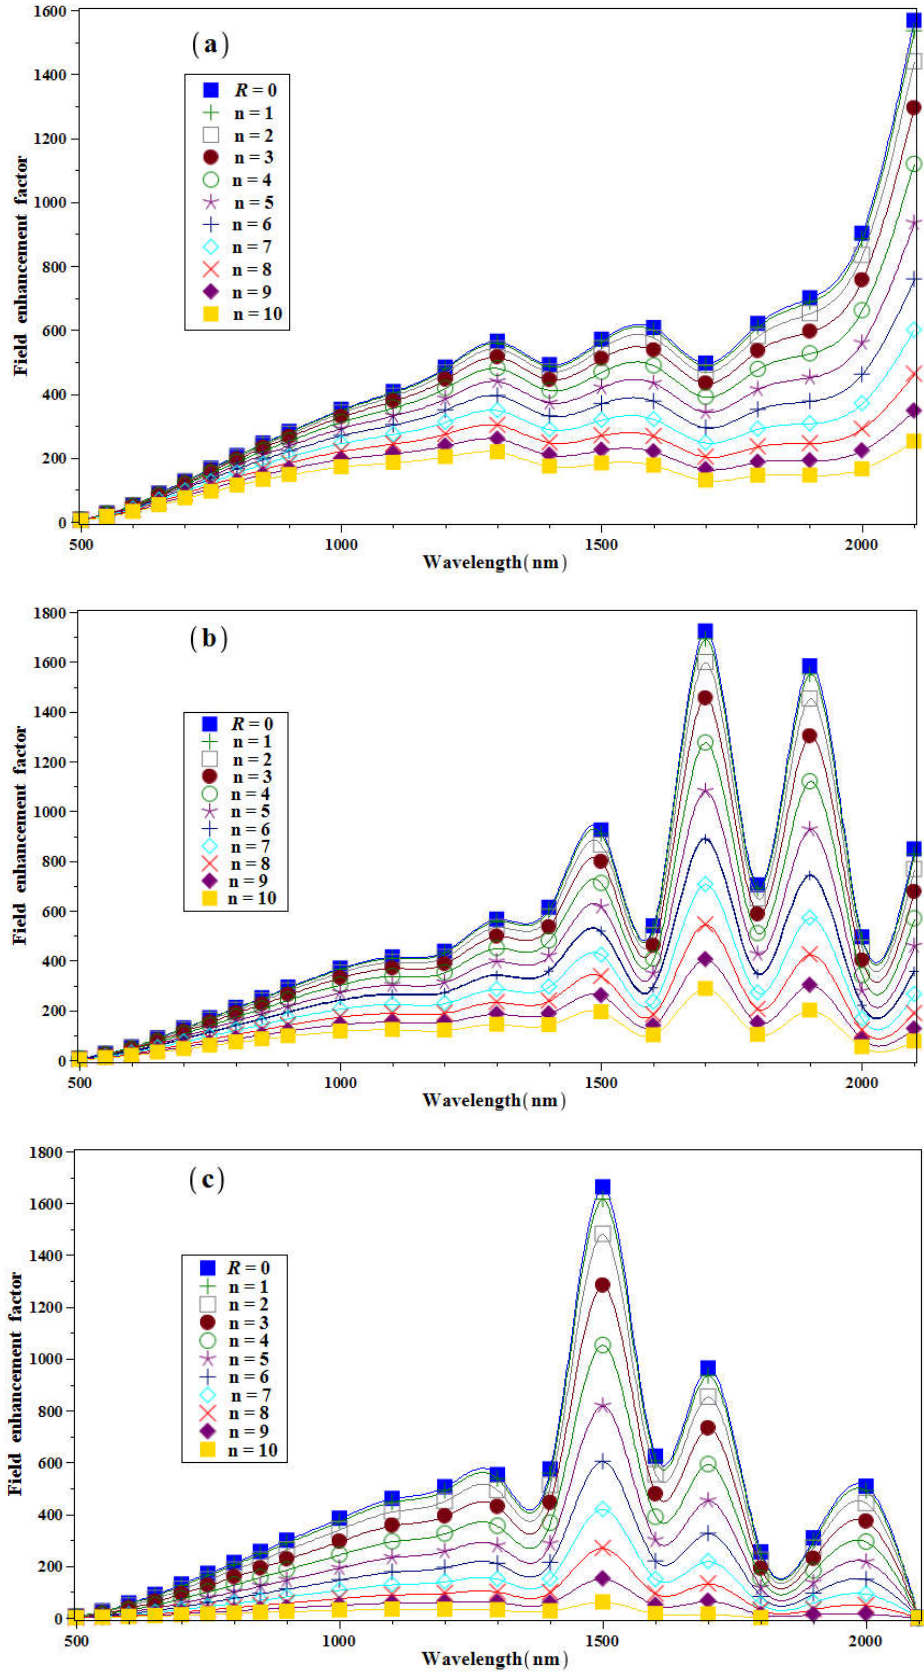 (a)
R = 0
n = 1
n = 2
n = 3
n = 4
n = 5
n = 6
n = 7
n = 8
n = 9
n = 10
Field enhancement factor
1600
1400
1200
1000
800
600
400
200
0
500
1000
1500
2000
Wavelength(nm)
(b)
R = 0
n = 1
n = 2
n = 3
n = 4
n = 5
n = 6
n = 7
n = 8
n = 9
n = 10
Field enhancement factor
1800
1600
1400
1200
1000
800
600
400
200
0
500
1000
1500
2000
Wavelength(nm)
(c)
R = 0
n = 1
n = 2
n = 3
n = 4
n = 5
n = 6
n = 7
n = 8
n = 9
n = 10
Field enhancement factor
1800
1600
1400
1200
1000
800
600
400
200
0
500
1000
1500
2000
Wavelength(nm)